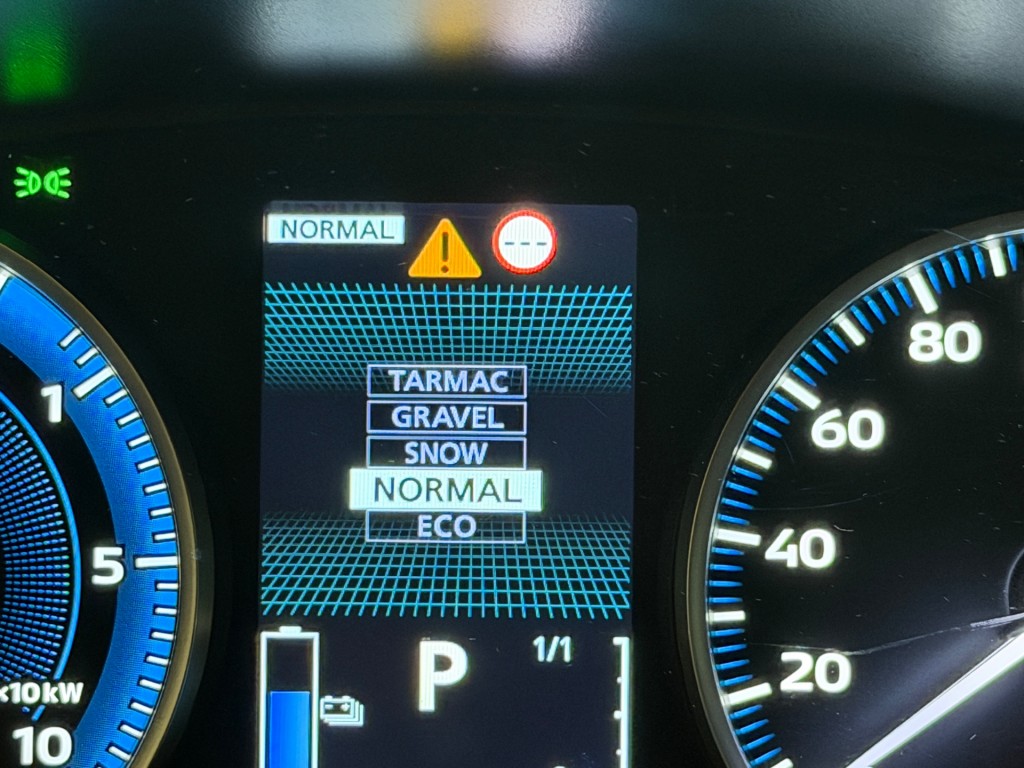 NORMAL
---
TARMAC
GRAVEL
SNOW
NORMAL
ECO
P
1/1
1
5
×10kW
10
80
60
40
20